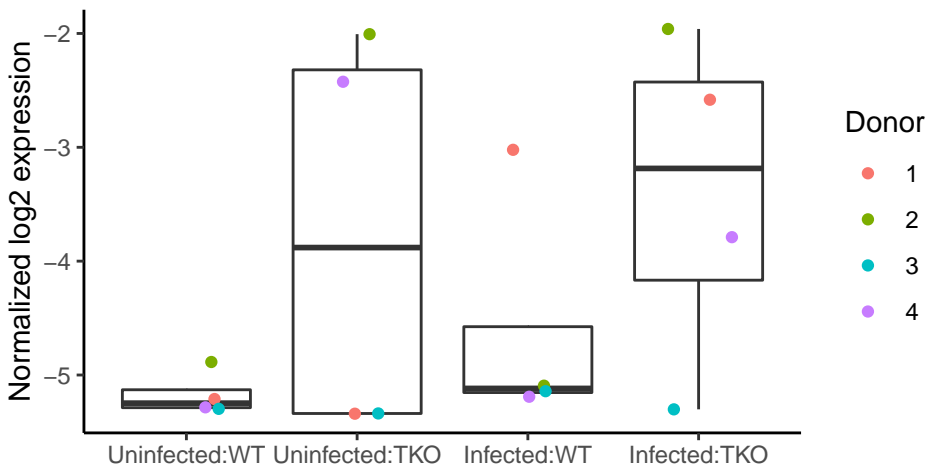 Normalized log2 expression
−2
−3
−4
−5
Uninfected:WT
Uninfected:TKO
Infected:WT
Infected:TKO
Donor
1
2
3
4